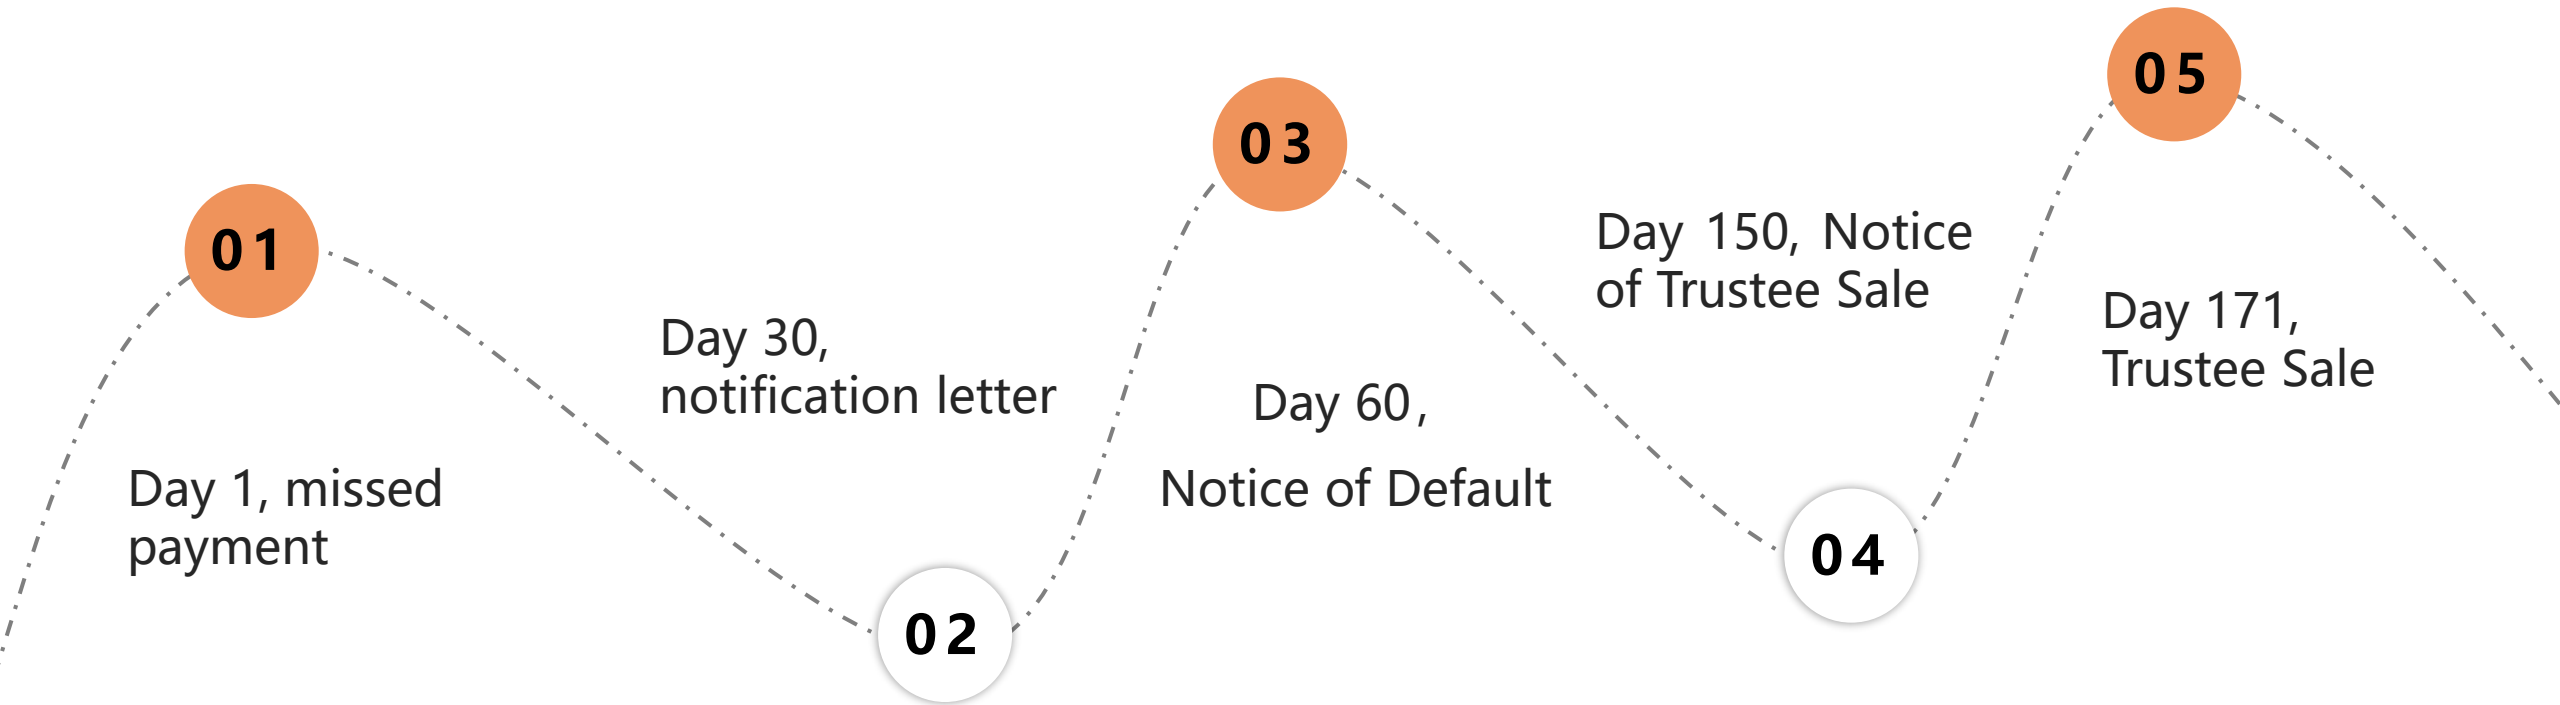 01
Day 1, missed
payment
02
Day 30,
notification letter
03
Day 60,
Notice of Default
04
Day 150, Notice
of Trustee Sale
05
Day 171,
Trustee Sale